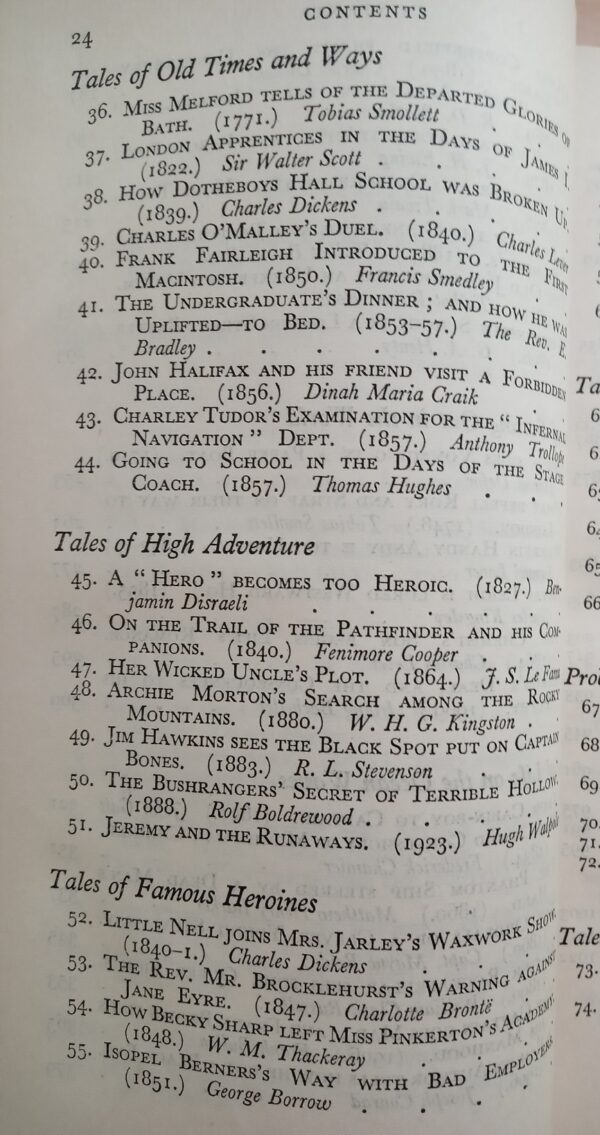 CONTENTS
24
Tales of Old Times and Ways
36. MISS MELFORD TELLS OF THE DEPARTED GLORIES OF
BATH. (1771.) Tobias Smollett . .
37. LONDON APPRENTICES IN THE DAYS OF JAMES I.
(1822.) Sir Walter Scott . . . .
38. HOW DOTHEBOYS HALL SCHOOL WAS BROKEN UP.
(1839.) Charles Dickens . . . .
39. CHARLES O'MALLEY'S DUEL. (1840.) Charles Lever
40. FRANK FAIRLEIGH INTRODUCED TO THE FIRST
MACINTOSH. (1850.) Francis Smedley .
41. THE UNDERGRADUATE'S DINNER ; AND HOW HE WAS
UPLIFTED—TO BED. (1853–57.) The Rev. E.
Bradley . . . . . .
42. JOHN HALIFAX AND HIS FRIEND VISIT A FORBIDDEN
PLACE. (1856.) Dinah Maria Craik .
43. CHARLEY TUDOR'S EXAMINATION FOR THE " INFERNAL
NAVIGATION " DEPT. (1857.) Anthony Trollope
44. GOING TO SCHOOL IN THE DAYS OF THE STAGE
COACH. (1857.) Thomas Hughes . .
Tales of High Adventure
45. A " HERO " BECOMES TOO HEROIC. (1827.) Ben-
jamin Disraeli . . . . .
46. ON THE TRAIL OF THE PATHFINDER AND HIS COM-
PANIONS. (1840.) Fenimore Cooper . .
47. HER WICKED UNCLE'S PLOT. (1864.) J. S. Le Fanu
48. ARCHIE MORTON'S SEARCH AMONG THE ROCKY
MOUNTAINS. (1880.) W. H. G. Kingston .
49. JIM HAWKINS SEES THE BLACK SPOT PUT ON CAPTAIN
BONES. (1883.) R. L. Stevenson . .
50. THE BUSHRANGERS' SECRET OF TERRIBLE HOLLOW.
(1888.) Rolf Boldrewood . . . .
51. JEREMY AND THE RUNAWAYS. (1923.) Hugh Walpole
Tales of Famous Heroines
52. LITTLE NELL JOINS MRS. JARLEY'S WAXWORK SHOW.
(1840–1.) Charles Dickens . . .
53. THE REV. MR. BROCKLEHURST'S WARNING AGAINST
JANE EYRE. (1847.) Charlotte Brontë .
54. HOW BECKY SHARP LEFT MISS PINKERTON'S ACADEMY.
(1848.) W. M. Thackeray . . .
55. ISOPEL BERNERS'S WAY WITH BAD EMPLOYERS
(1851.) George Borrow . . . .
67
68
69
70.
71.
72.
Tale
73.
74.